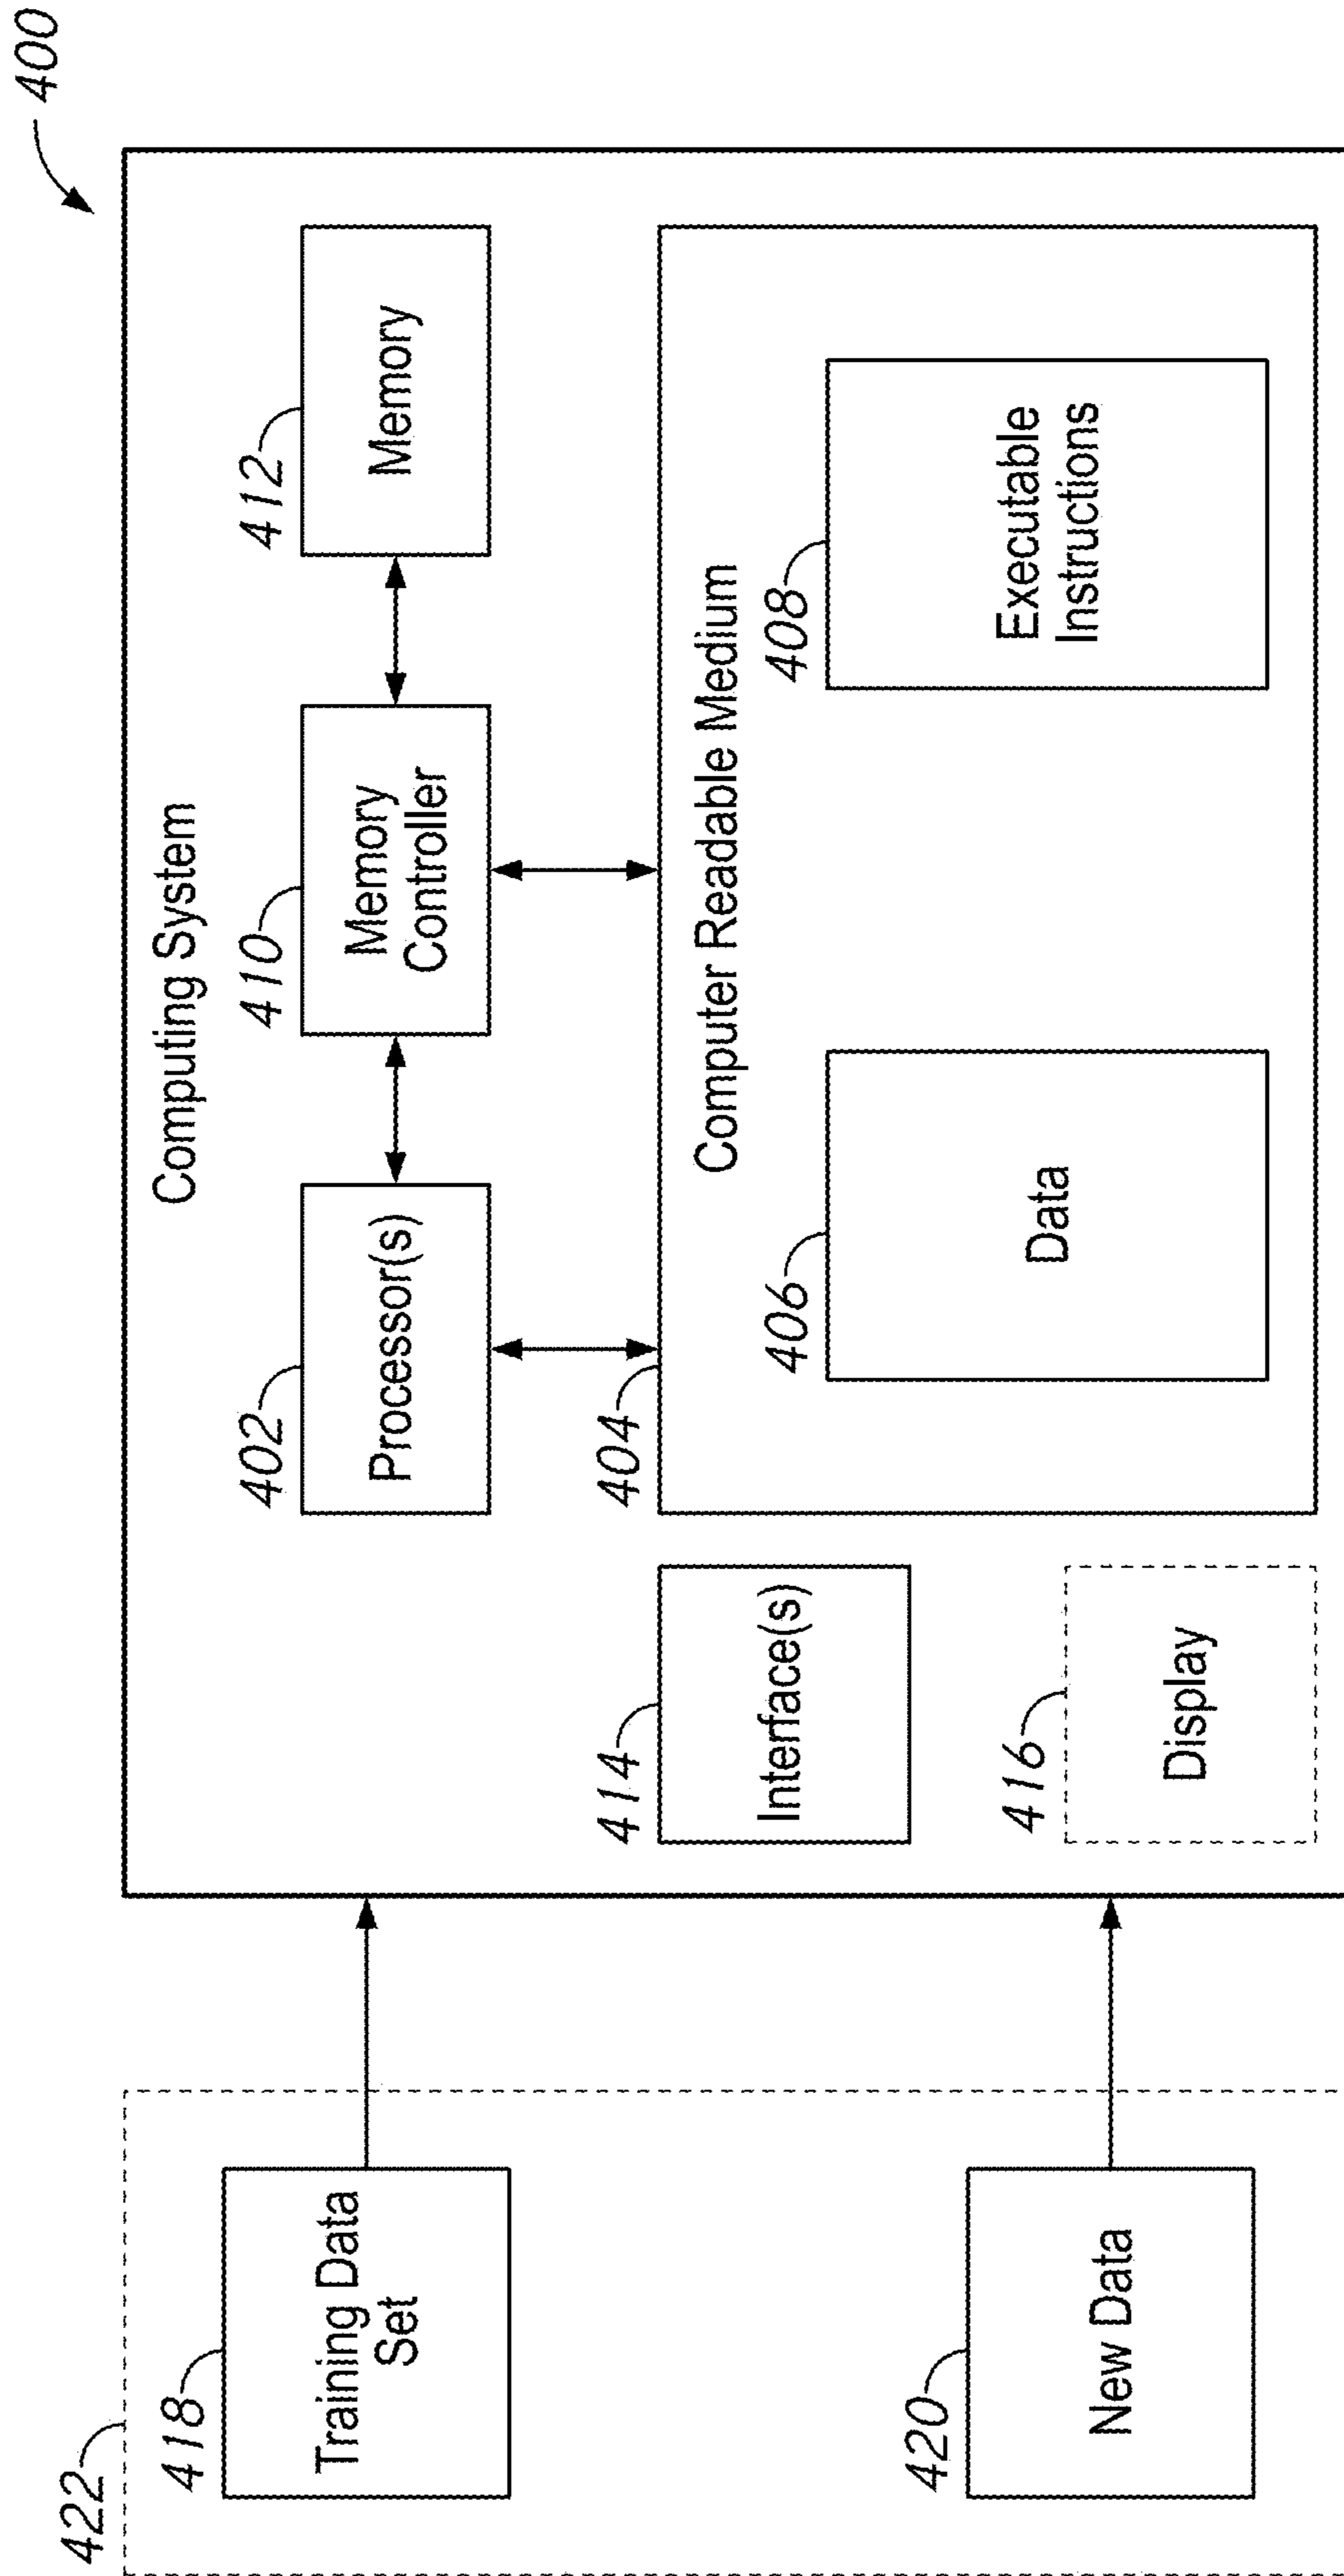 400
Computing System
402
Processor(s)
410
Memory
Controller
412
Memory
404
Computer Readable Medium
406
Data
408
Executable
Instructions
414
Interface(s)
416
Display
422
418
Training Data
Set
420
New Data